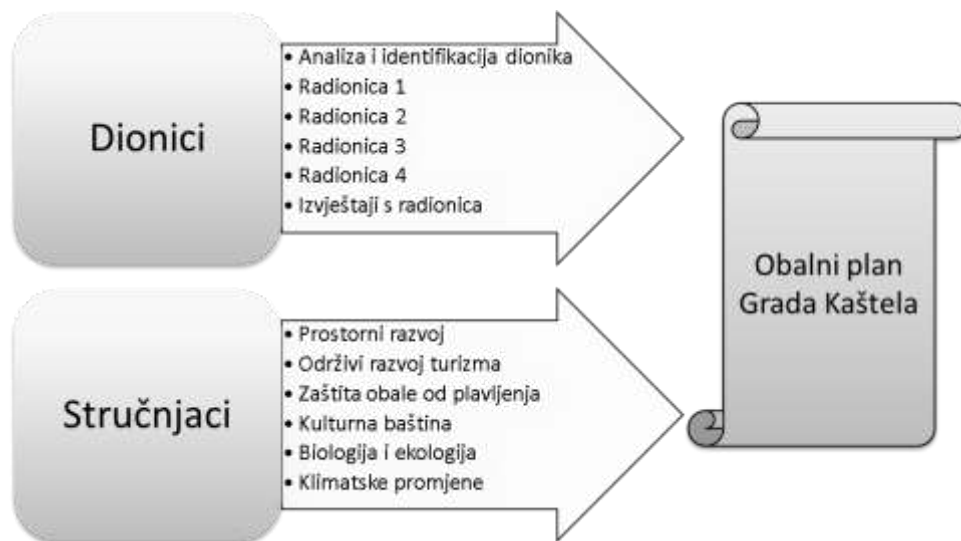 Dionici
• Analiza i identifikacija dionika
• Radionica 1
• Radionica 2
• Radionica 3
• Radionica 4
• Izvještaji s radionica
Stručnjaci
• Prostorni razvoj
• Održivi razvoj turizma
• Zaštita obale od plavljenja
• Kulturna baština
• Biologija i ekologija
• Klimatske promjene
Obalni plan
Grada Kaštela